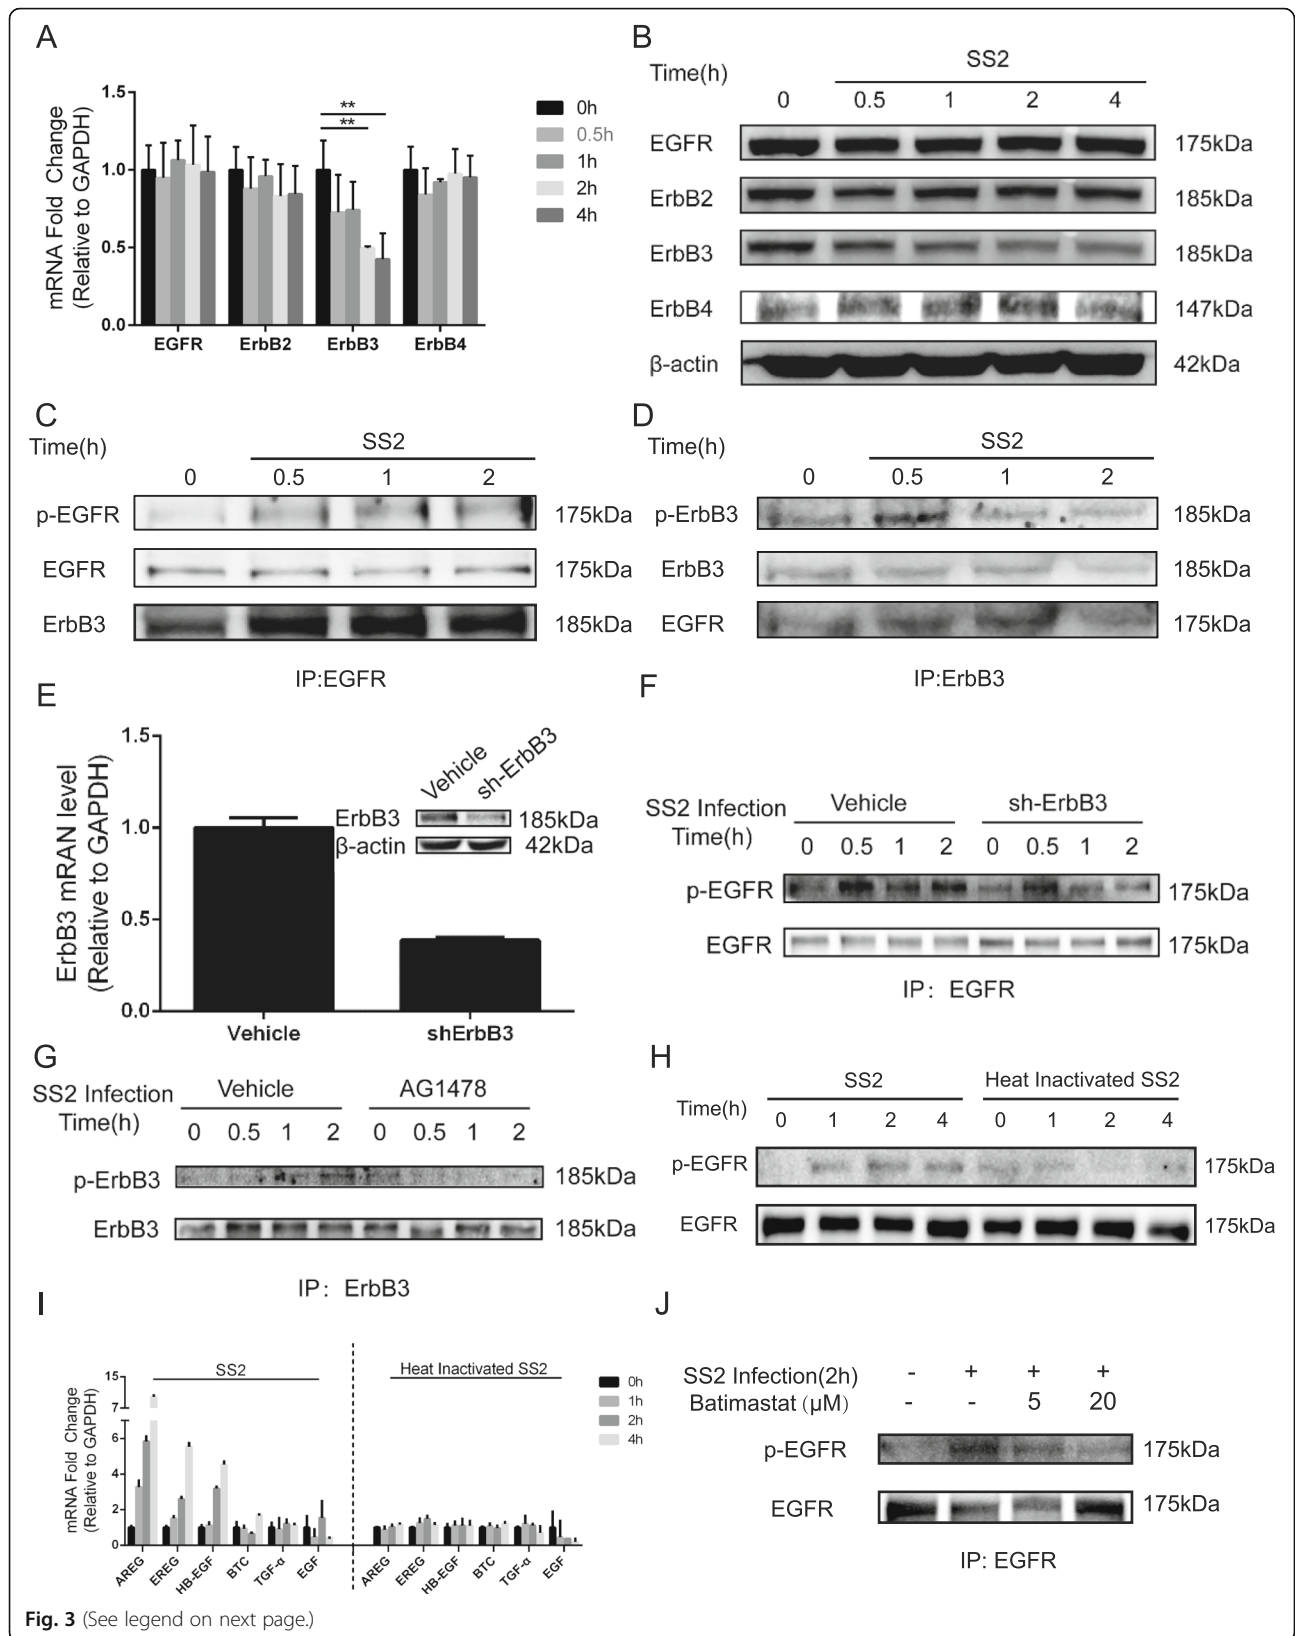 A
mRNA Fold Change
(Relative to GAPDH)
1.5
1.0
0.5
0.0
**
**
EGFR ErbB2 ErbB3 ErbB4
0h
0.5h
1h
2h
4h
B
SS2
Time(h)
0 0.5 1 2 4
EGFR 175kDa
ErbB2 185kDa
ErbB3 185kDa
ErbB4 147kDa
β-actin 42kDa
C
SS2
Time(h)
0 0.5 1 2
p-EGFR 175kDa
EGFR 175kDa
ErbB3 185kDa
IP:EGFR
D
SS2
Time(h)
0 0.5 1 2
p-ErbB3 185kDa
ErbB3 185kDa
EGFR 175kDa
IP:ErbB3
E
ErbB3 mRAN level
(Relative to GAPDH)
1.5
1.0
0.5
0.0
Vehicle sh-ErbB3
ErbB3 185kDa
β-actin 42kDa
Vehicle shErbB3
F
SS2 Infection Vehicle sh-ErbB3
Time(h)
0 0.5 1 2 0 0.5 1 2
p-EGFR 175kDa
EGFR 175kDa
IP: EGFR
G
SS2 Infection Vehicle AG1478
Time(h)
0 0.5 1 2 0 0.5 1 2
p-ErbB3 185kDa
ErbB3 185kDa
IP: ErbB3
H
SS2 Heat Inactivated SS2
Time(h)
0 1 2 4 0 1 2 4
p-EGFR 175kDa
EGFR 175kDa
I
mRNA Fold Change
(Relative to GAPDH)
15
7
6
4
2
0
SS2 Heat Inactivated SS2
0h
1h
2h
4h
AREG EREG HB-EGF BTC TGF-α EGF AREG EREG HB-EGF BTC TGF-α EGF
J
SS2 Infection(2h) - + + +
Batimastat (μM) - - 5 20
p-EGFR 175kDa
EGFR 175kDa
IP: EGFR
Fig. 3 (See legend on next page.)